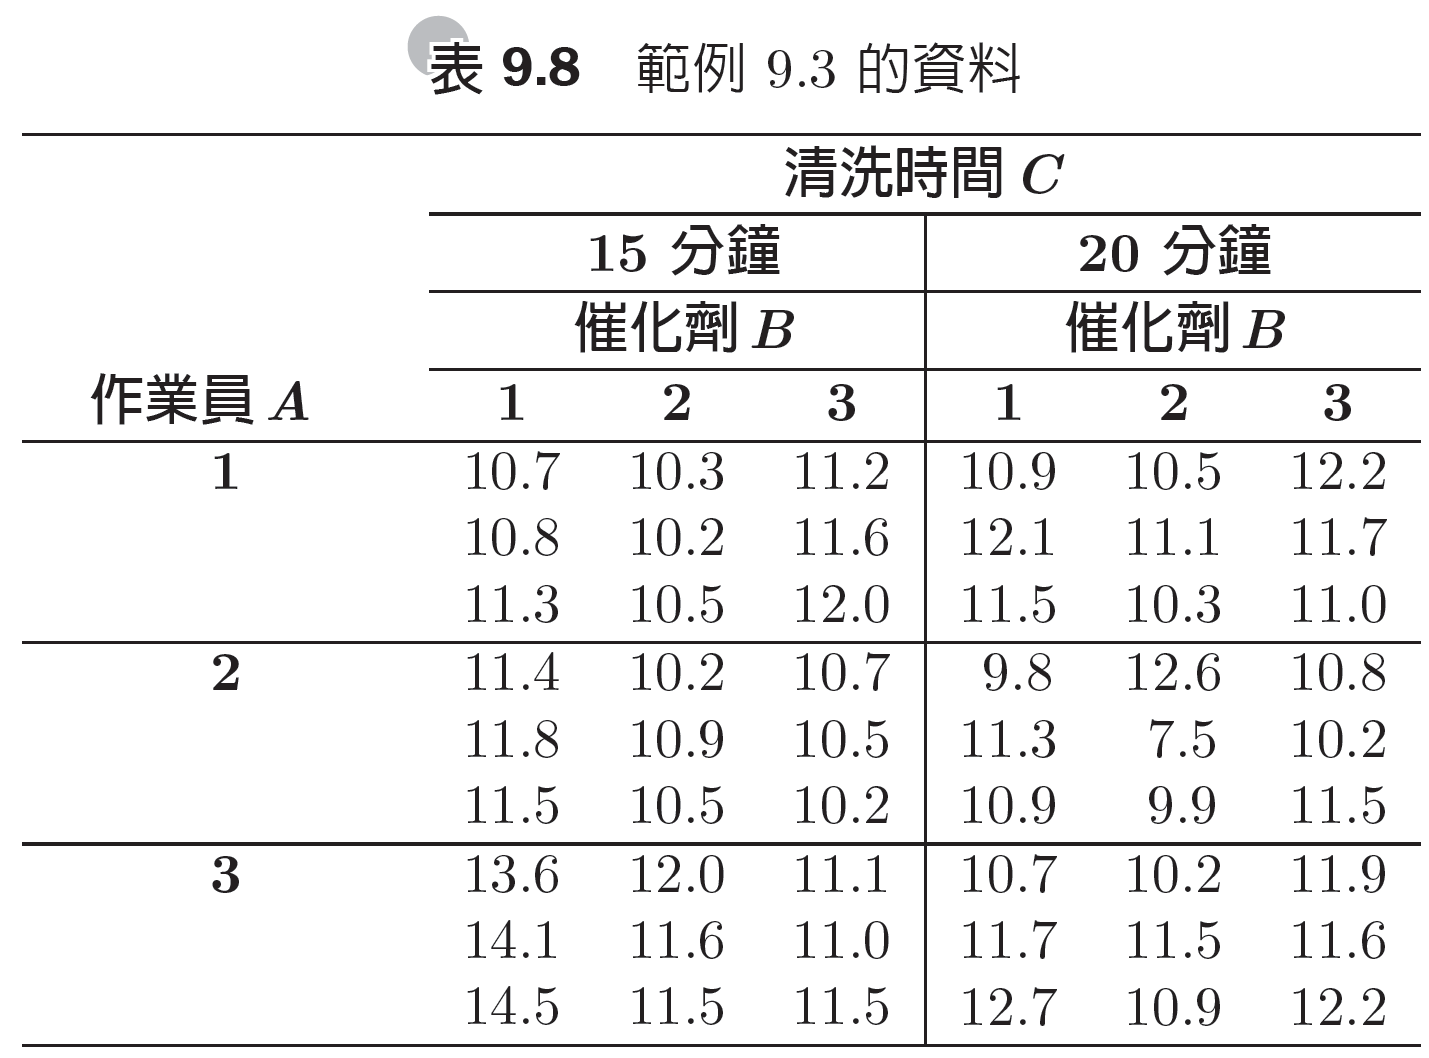 表 9.8 範例 9.3 的資料
清洗時間 C
15 分鐘 20 分鐘
催化劑 B 催化劑 B
作業員 A 1 2 3 1 2 3
1 10.7 10.3 11.2 10.9 10.5 12.2
10.8 10.2 11.6 12.1 11.1 11.7
11.3 10.5 12.0 11.5 10.3 11.0
2 11.4 10.2 10.7 9.8 12.6 10.8
11.8 10.9 10.5 11.3 7.5 10.2
11.5 10.5 10.2 10.9 9.9 11.5
3 13.6 12.0 11.1 10.7 10.2 11.9
14.1 11.6 11.0 11.7 11.5 11.6
14.5 11.5 11.5 12.7 10.9 12.2